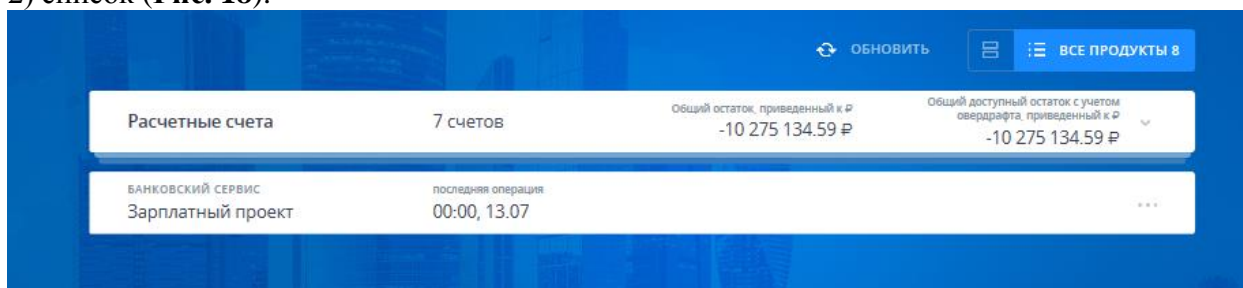 2) список (Рис. 18).
ОБНОВИТЬ
ВСЕ ПРОДУКТЫ 8
Расчетные счета
7 счетов
Общий остаток, приведенный к ₽
-10 275 134.59 ₽
Общий доступный остаток с учетом
овердрафта, приведенный к ₽
-10 275 134.59 ₽
БАНКОВСКИЙ СЕРВИС
Зарплатный проект
последняя операция
00:00, 13.07